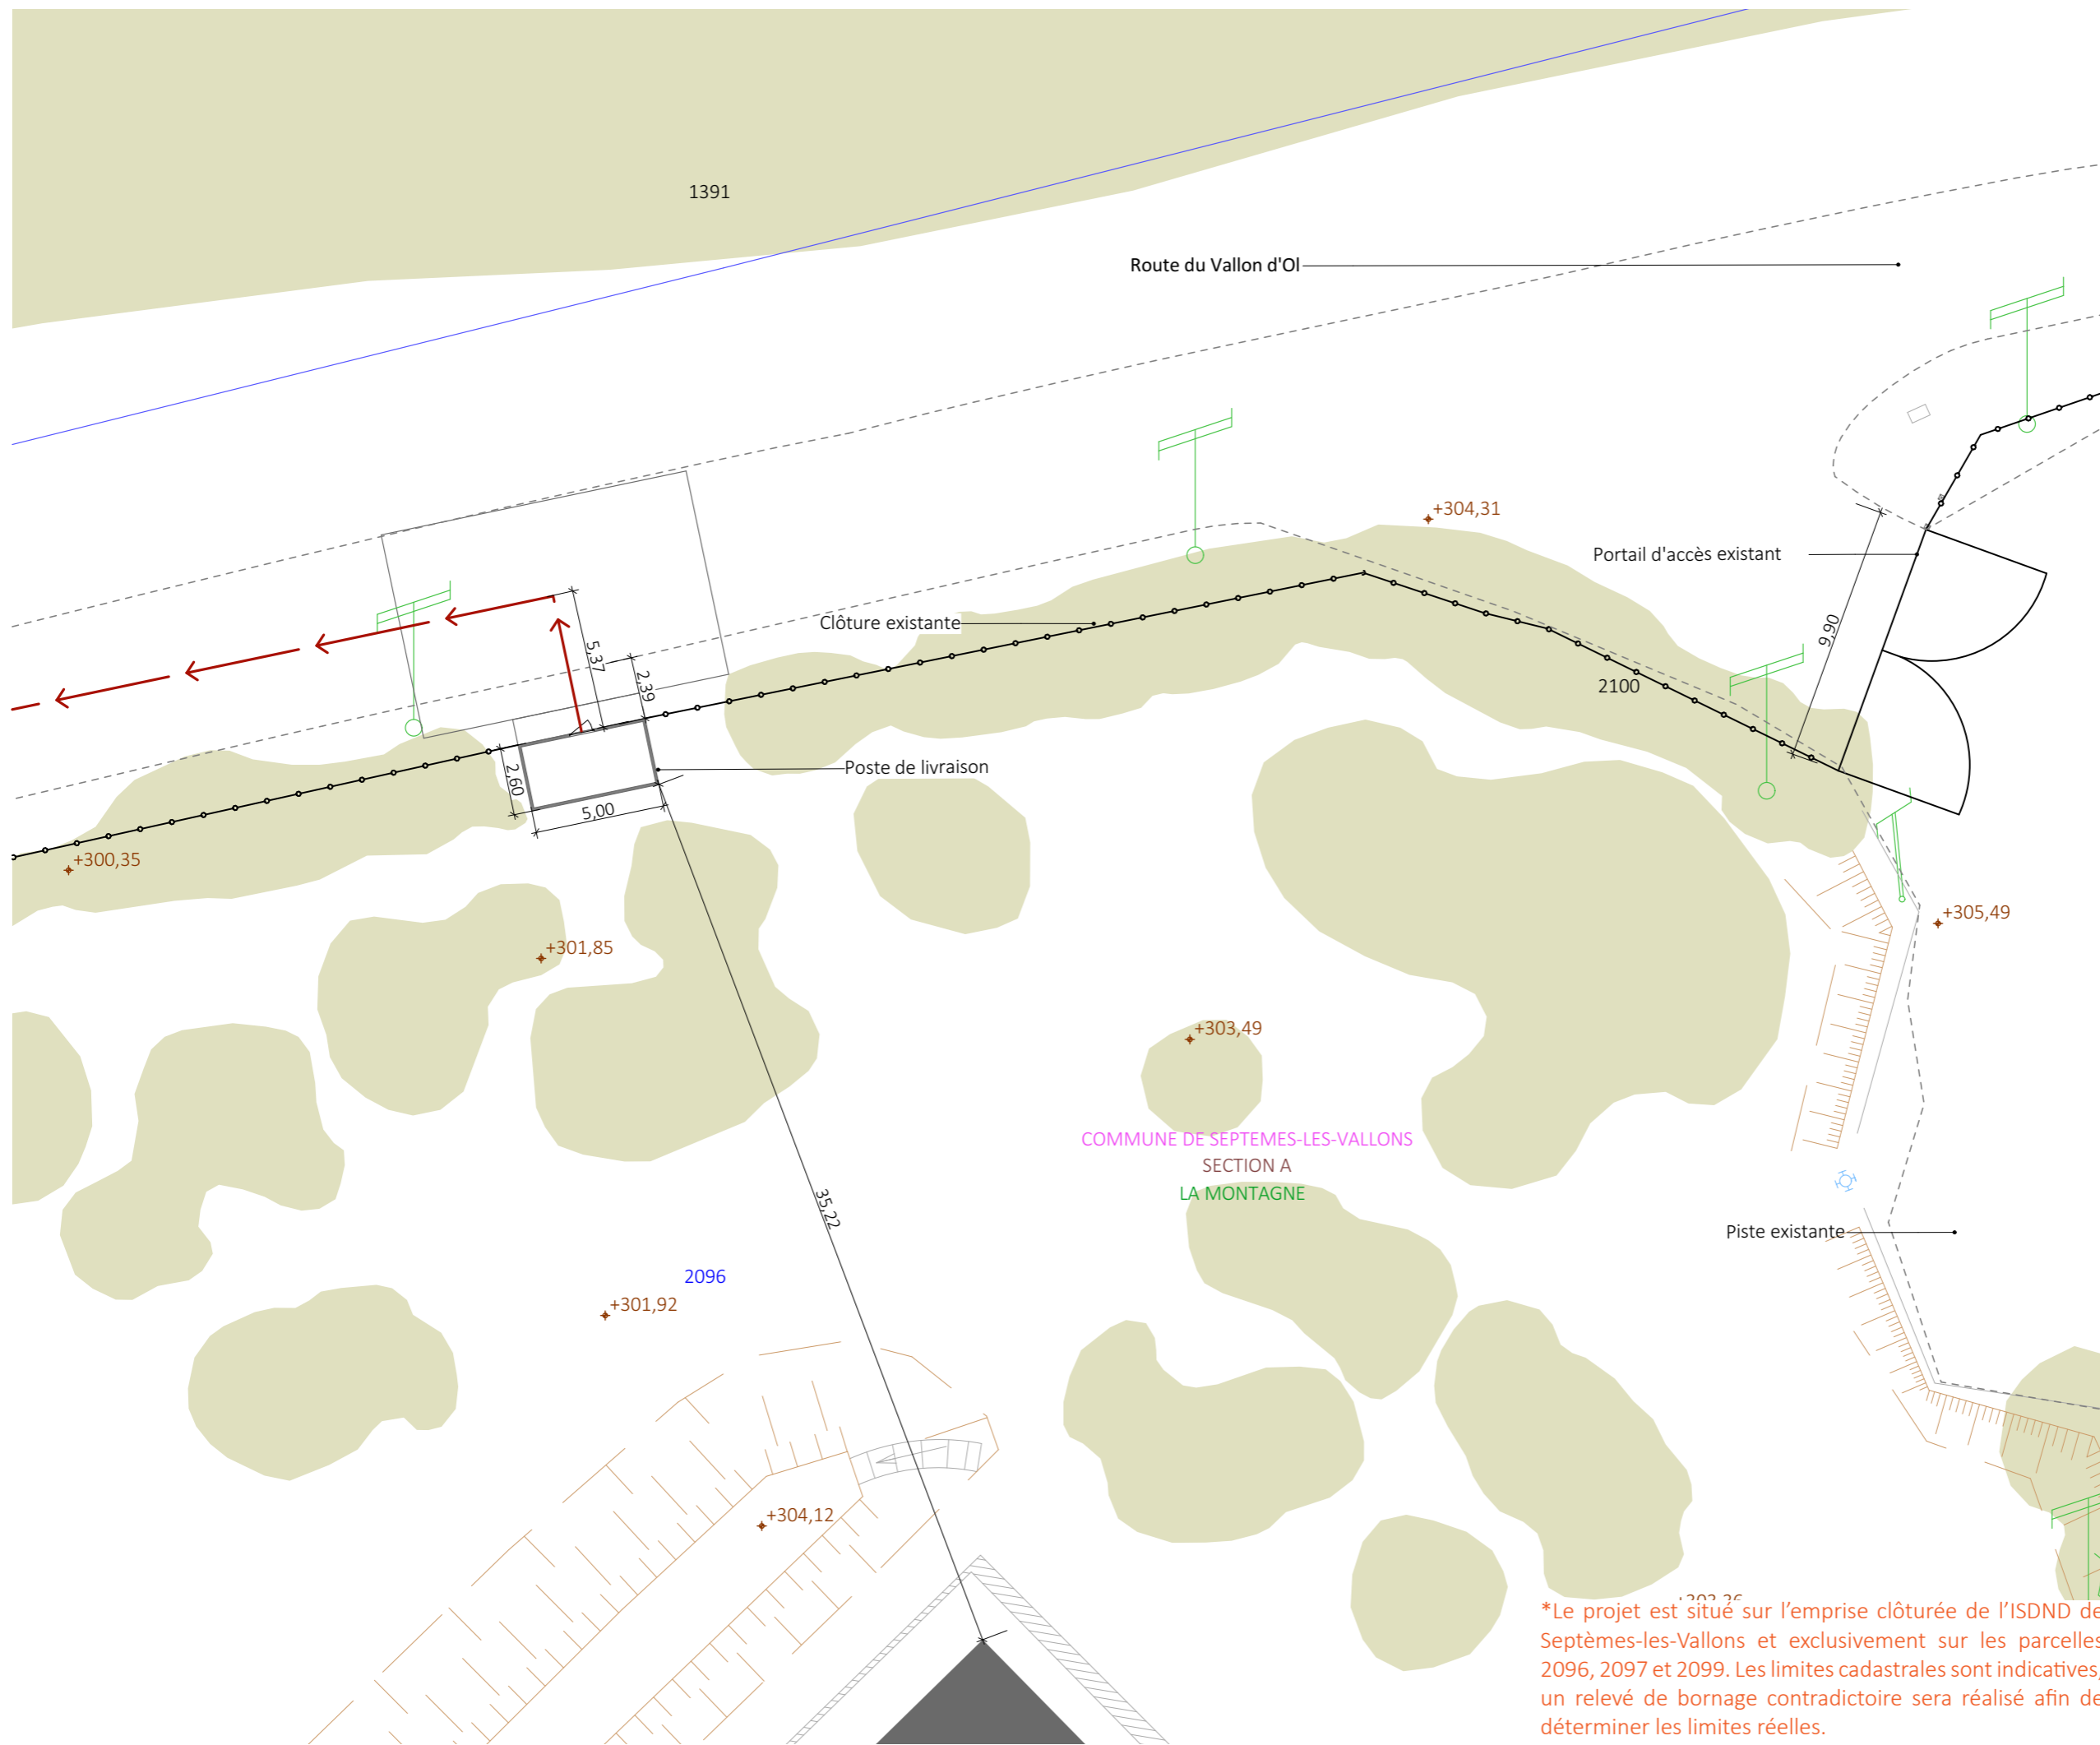 1391
Route du Vallon d'Ol
+304,31
Portail d'accès existant
9,90
Clôture existante
5,37
2,39
2100
Poste de livraison
2,60
5,00
+300,35
+305,49
+301,85
+303,49
COMMUNE DE SEPTEMES-LES-VALLONS
SECTION A
LA MONTAGNE
35,22
Piste existante
2096
+301,92
+304,12
*Le projet est situé sur l'emprise clôturée de l'ISDND de
Septèmes-les-Vallons et exclusivement sur les parcelles
2096, 2097 et 2099. Les limites cadastrales sont indicatives,
un relevé de bornage contradictoire sera réalisé afin de
déterminer les limites réelles.